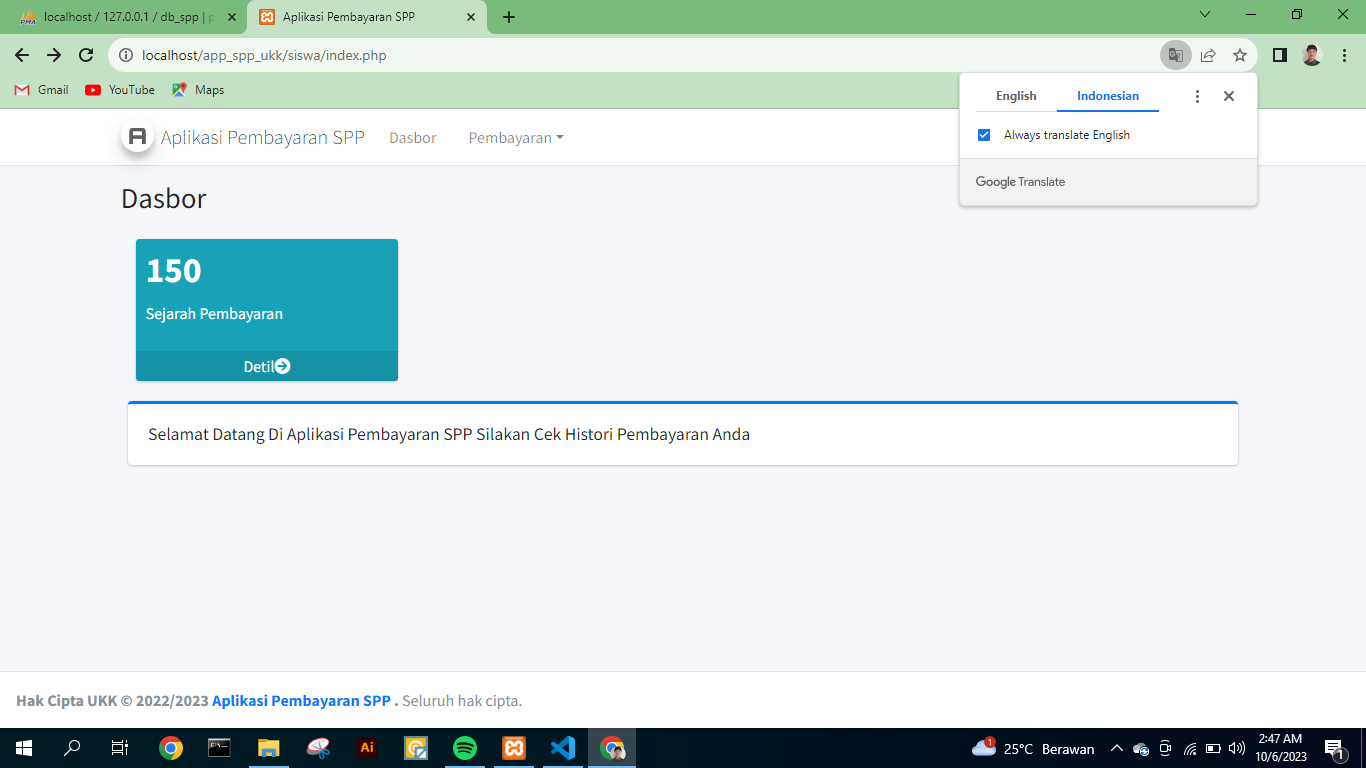 localhost / 127.0.0.1 / db_spp | p
Aplikasi Pembayaran SPP
localhost/app_spp_ukk/siswa/index.php
Gmail
YouTube
Maps
English
Indonesian
Always translate English
Google Translate
Aplikasi Pembayaran SPP
Dasbor
Pembayaran
Dasbor
150
Sejarah Pembayaran
Detil
Selamat Datang Di Aplikasi Pembayaran SPP Silakan Cek Histori Pembayaran Anda
Hak Cipta UKK © 2022/2023 Aplikasi Pembayaran SPP . Seluruh hak cipta.
Ai
1
25°C Berawan
2:47 AM
10/6/2023
1